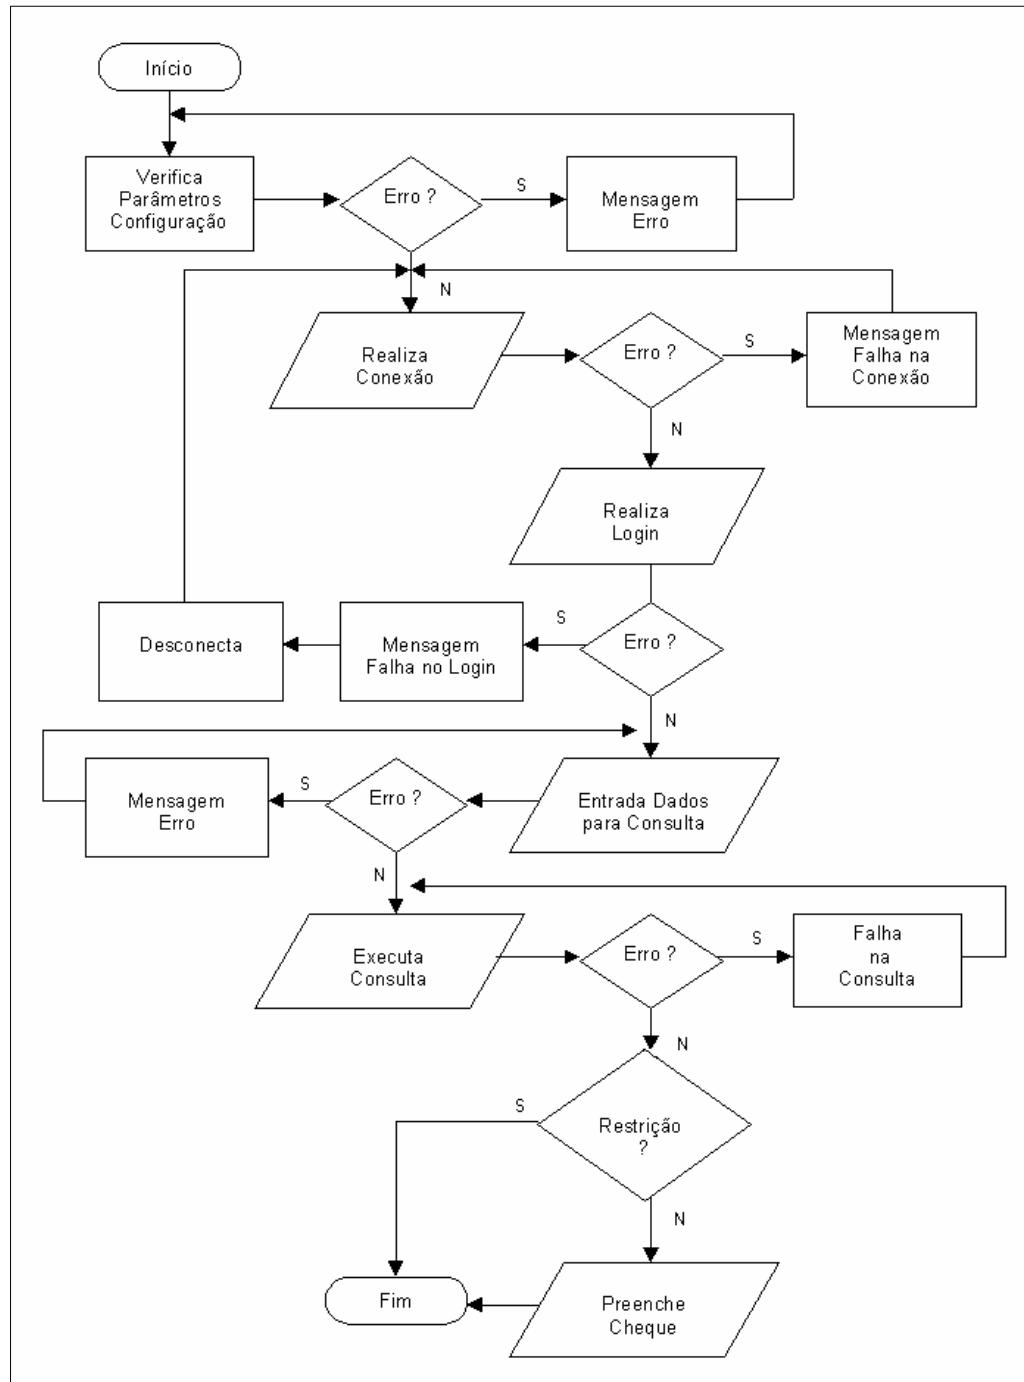 Início
Verifica
Parâmetros
Configuração
Erro ?
S
Mensagem
Erro
N
Realiza
Conexão
Erro ?
S
Mensagem
Falha na
Conexão
N
Realiza
Login
Erro ?
S
Mensagem
Falha no Login
Desconecta
N
Entrada Dados
para Consulta
Erro ?
S
Mensagem
Erro
N
Executa
Consulta
Erro ?
S
Falha
na
Consulta
N
Restrição
?
S
N
Preenche
Cheque
Fim